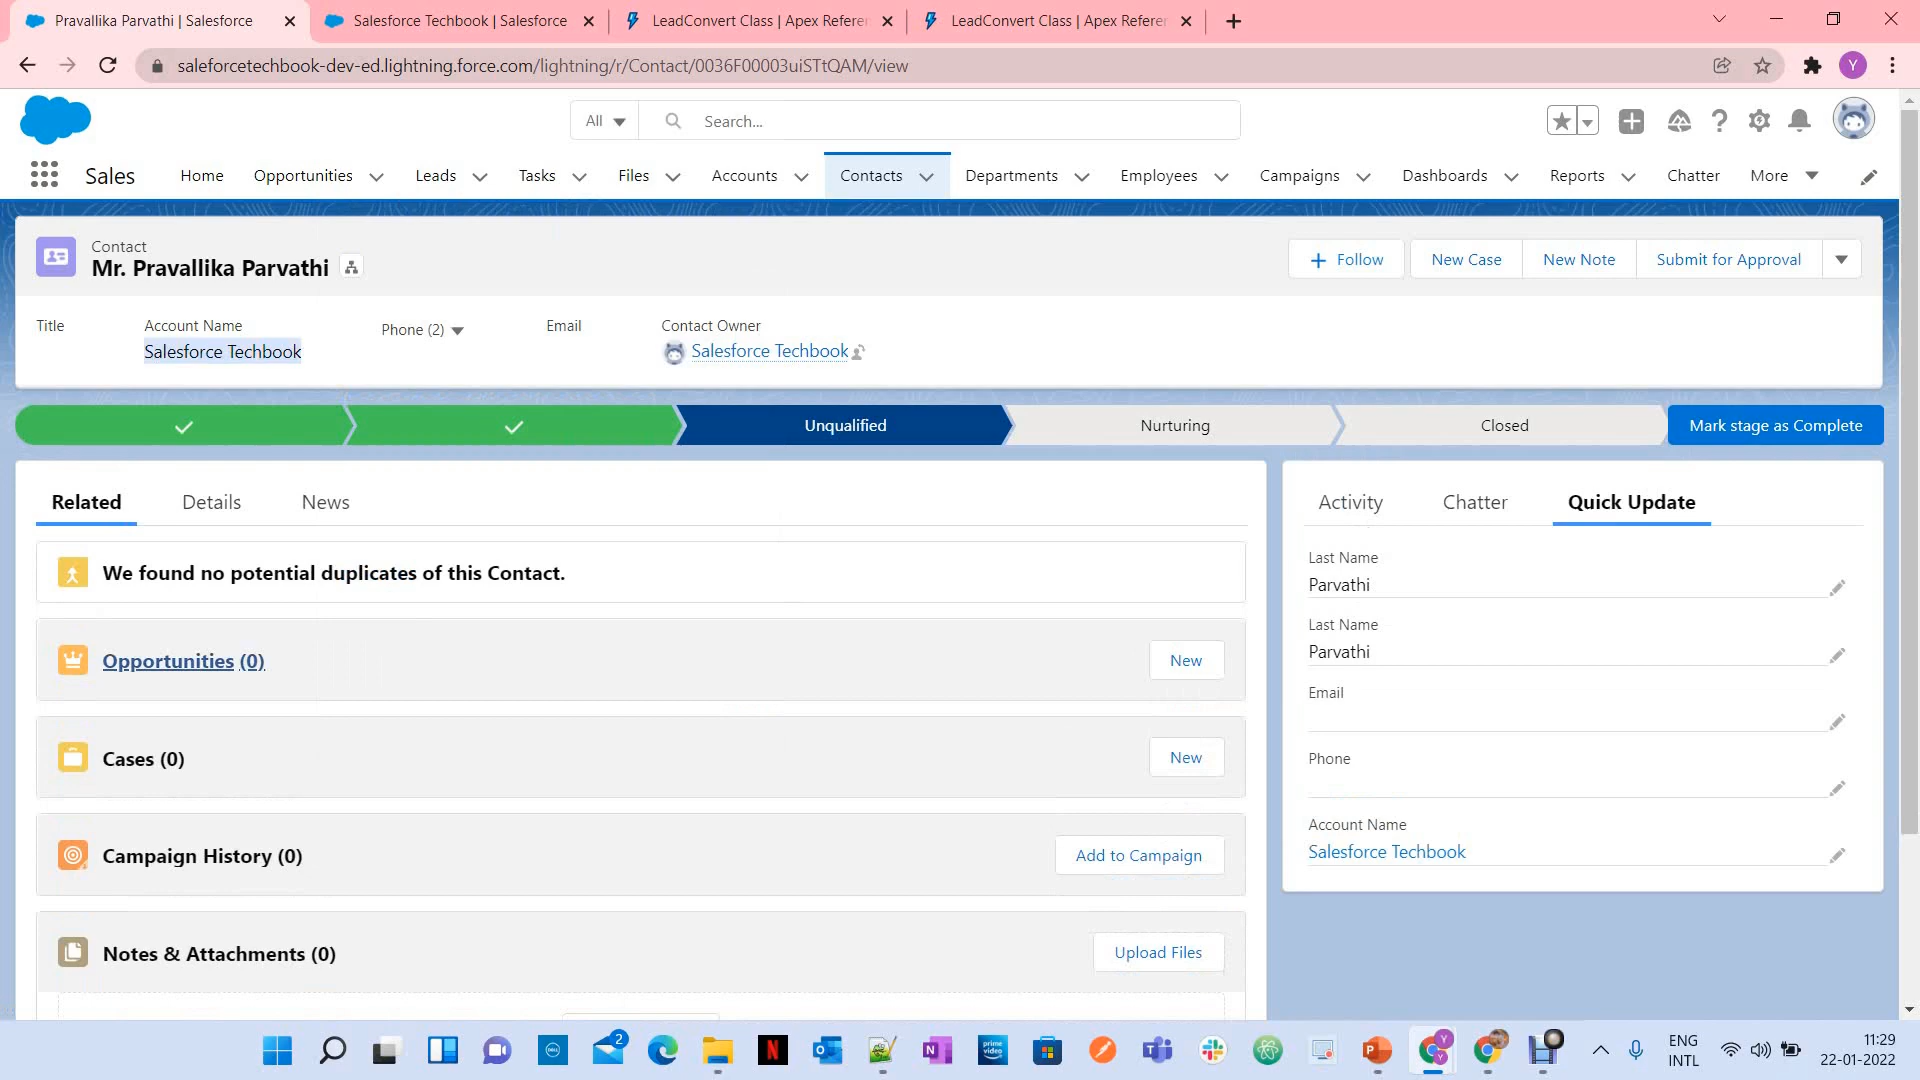 Pravallika Parvathi | Salesforce
Salesforce Techbook | Salesforce
LeadConvert Class | Apex Referen
LeadConvert Class | Apex Referen
saleforcetechbook-dev-ed.lightning.force.com/lightning/r/Contact/0036F00003uiSTtQAM/view
Y
All
Search...
Sales
Home
Opportunities
Leads
Tasks
Files
Accounts
Contacts
Departments
Employees
Campaigns
Dashboards
Reports
Chatter
More
Contact
Mr. Pravallika Parvathi
Follow
New Case
New Note
Submit for Approval
Title
Account Name
Salesforce Techbook
Phone (2)
Email
Contact Owner
Salesforce Techbook
Unqualified
Nurturing
Closed
Mark stage as Complete
Related
Details
News
We found no potential duplicates of this Contact.
Opportunities (0)
New
Cases (0)
New
Campaign History (0)
Add to Campaign
Notes & Attachments (0)
Upload Files
Activity
Chatter
Quick Update
Last Name
Parvathi
Last Name
Parvathi
Email
Phone
Account Name
Salesforce Techbook
2
ENG
INTL
11:29
22-01-2022